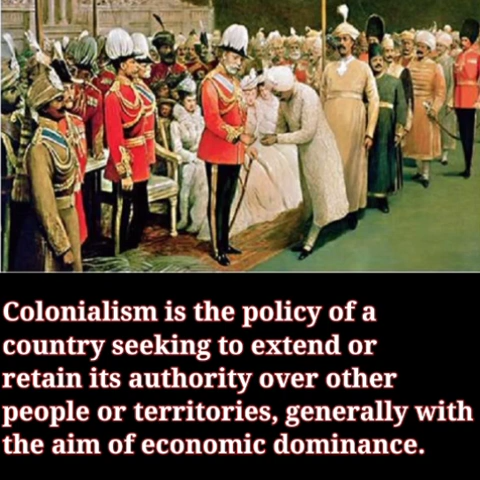 Colonialism is the policy of a
country seeking to extend or
retain its authority over other
people or territories, generally with
the aim of economic dominance.